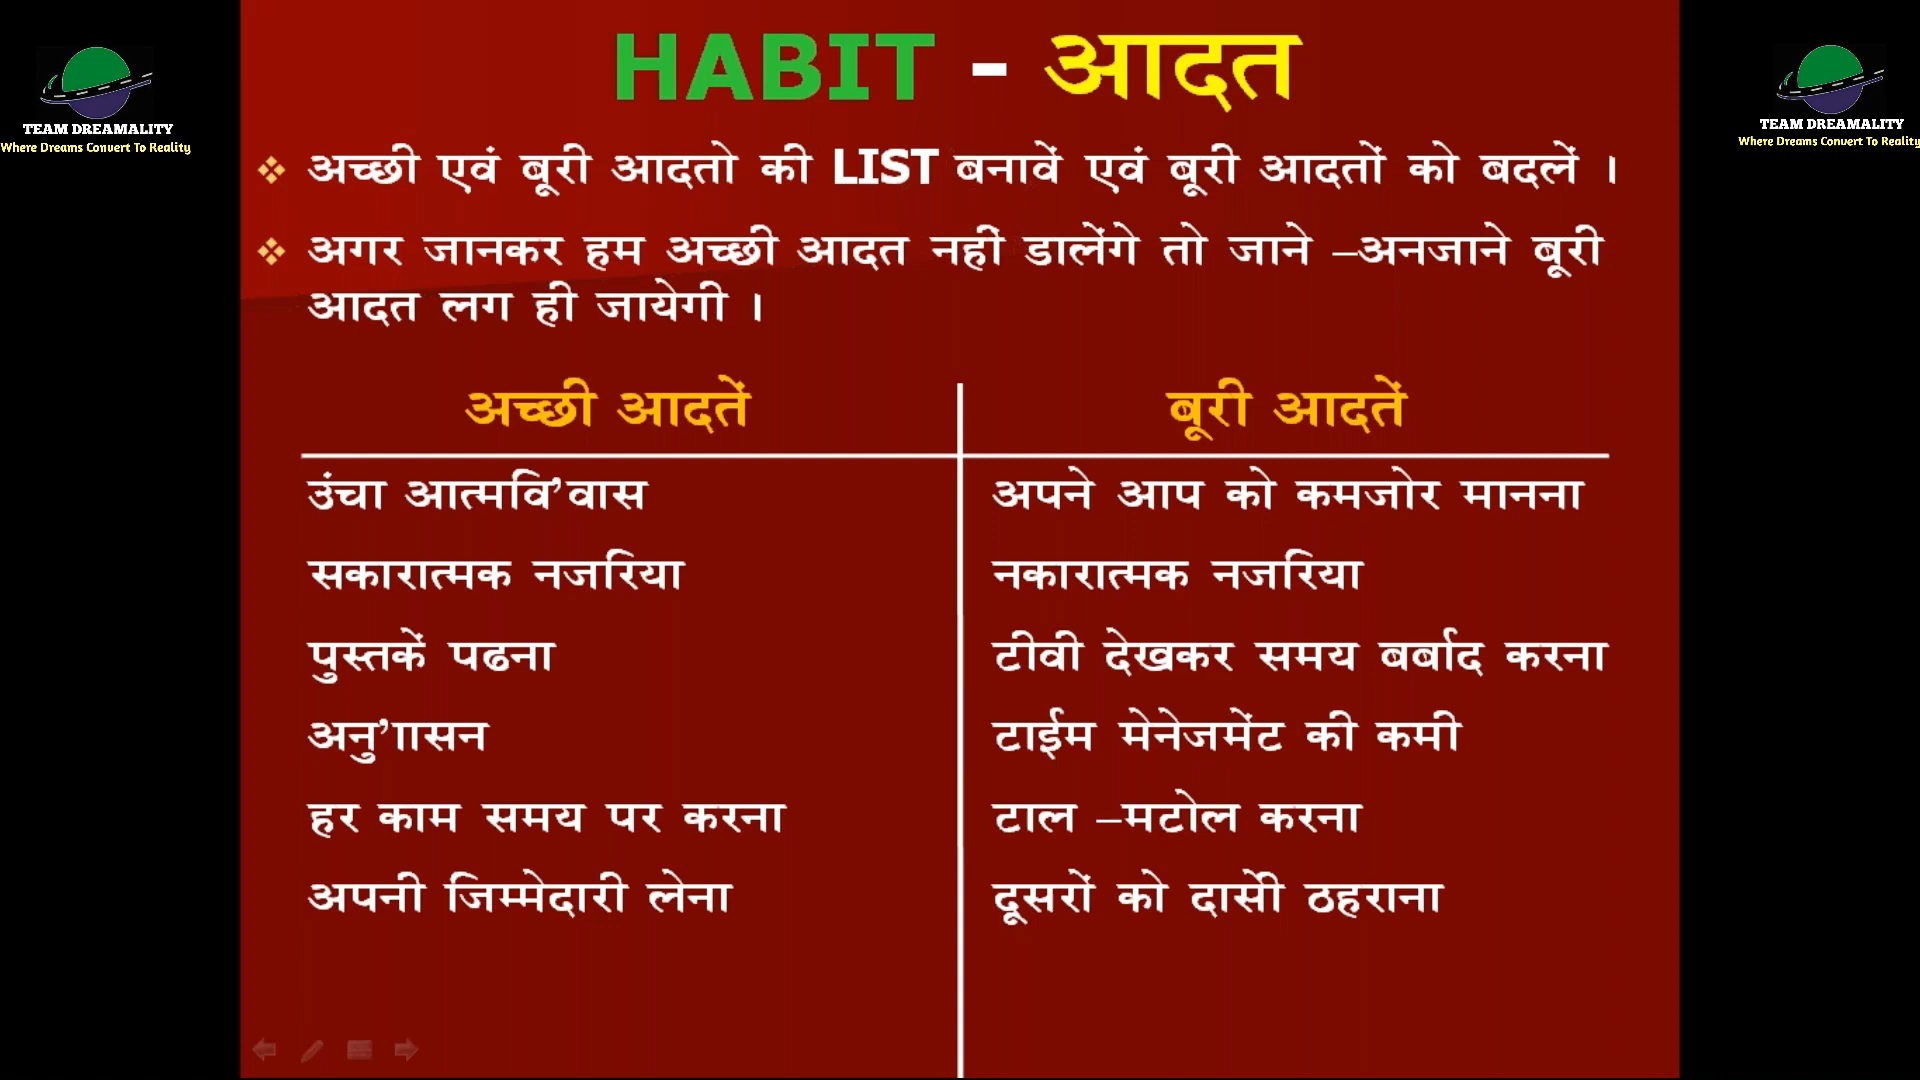 HABIT - आदत
TEAM DREAMALITY
Where Dreams Convert To Reality
TEAM DREAMALITY
Where Dreams Convert To Reality
❖ अच्छी एवं बूरी आदतो की LIST बनावें एवं बूरी आदतों को बदलें ।
❖ अगर जानकर हम अच्छी आदत नहीं डालेंगे तो जाने –अनजाने बूरी
आदत लग ही जायेगी ।
अच्छी आदतें
बूरी आदतें
उंचा आत्मवि’वास
अपने आप को कमजोर मानना
सकारात्मक नजरिया
नकारात्मक नजरिया
पुस्तकें पढना
टीवी देखकर समय बर्बाद करना
अनु’ाासन
टाईम मेनेजमेंट की कमी
हर काम समय पर करना
टाल –मटोल करना
अपनी जिम्मेदारी लेना
दूसरों को दासेी ठहराना